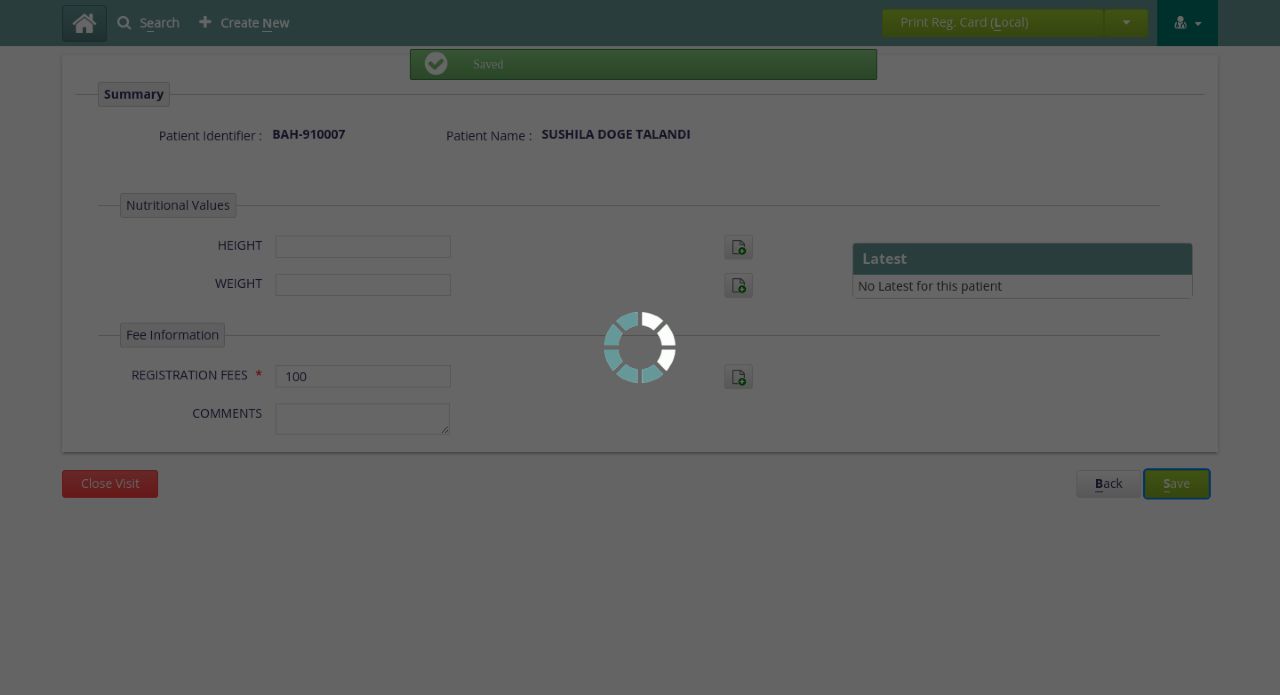 Search Create New Print Reg. Card (Local)
Saved
Summary
Patient Identifier : BAH-910007 Patient Name : SUSHILA DOGE TALANDI
Nutritional Values
HEIGHT
Latest
WEIGHT
No Latest for this patient
Fee Information
REGISTRATION FEES * 100
COMMENTS
Close Visit Back Save